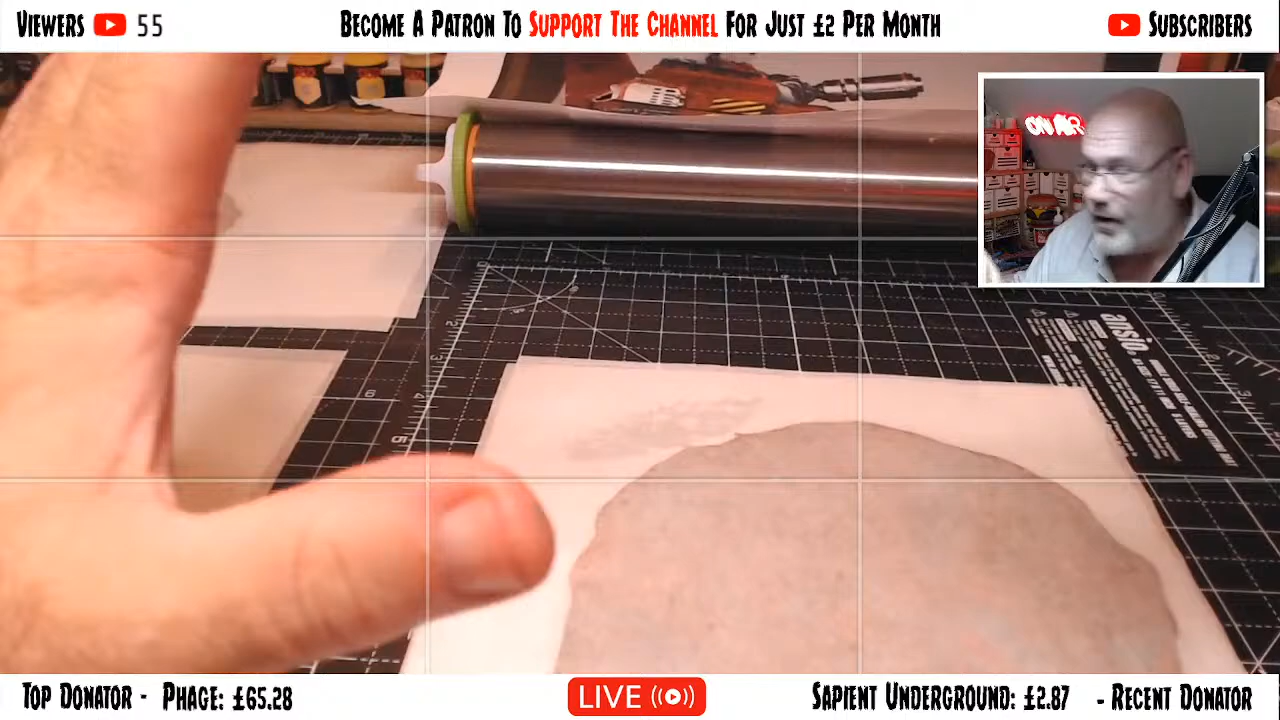 Viewers 55
Become A Patron To Support The Channel For Just £2 Per Month
Subscribers
ON AIR
anso.
Top Donator - Phage: £65.28
LIVE
Sapient Underground: £2.87 - Recent Donator